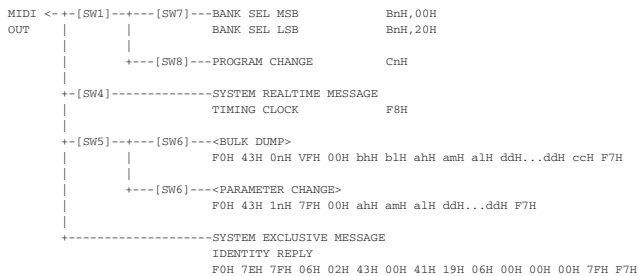 MIDI <-+-[SW1]--+---[SW7]---BANK SEL MSB            BnH,00H
OUT    |        |           BANK SEL LSB            BnH,20H
       |        |
       |        +---[SW8]---PROGRAM CHANGE          CnH
       |
       +-[SW4]-------------SYSTEM REALTIME MESSAGE
       |                    TIMING CLOCK            F8H
       |
       +-[SW5]--+---[SW6]---<BULK DUMP>
       |        |           F0H 43H 0nH VFH 00H bhH blH ahH amH alH ddH...ddH ccH F7H
       |        |
       |        +---[SW6]---<PARAMETER CHANGE>
       |                    F0H 43H 1nH 7FH 00H ahH amH alH ddH...ddH F7H
       |
       +-------------------SYSTEM EXCLUSIVE MESSAGE
                            IDENTITY REPLY
                            F0H 7EH 7FH 06H 02H 43H 00H 41H 19H 06H 00H 00H 00H 7FH F7H